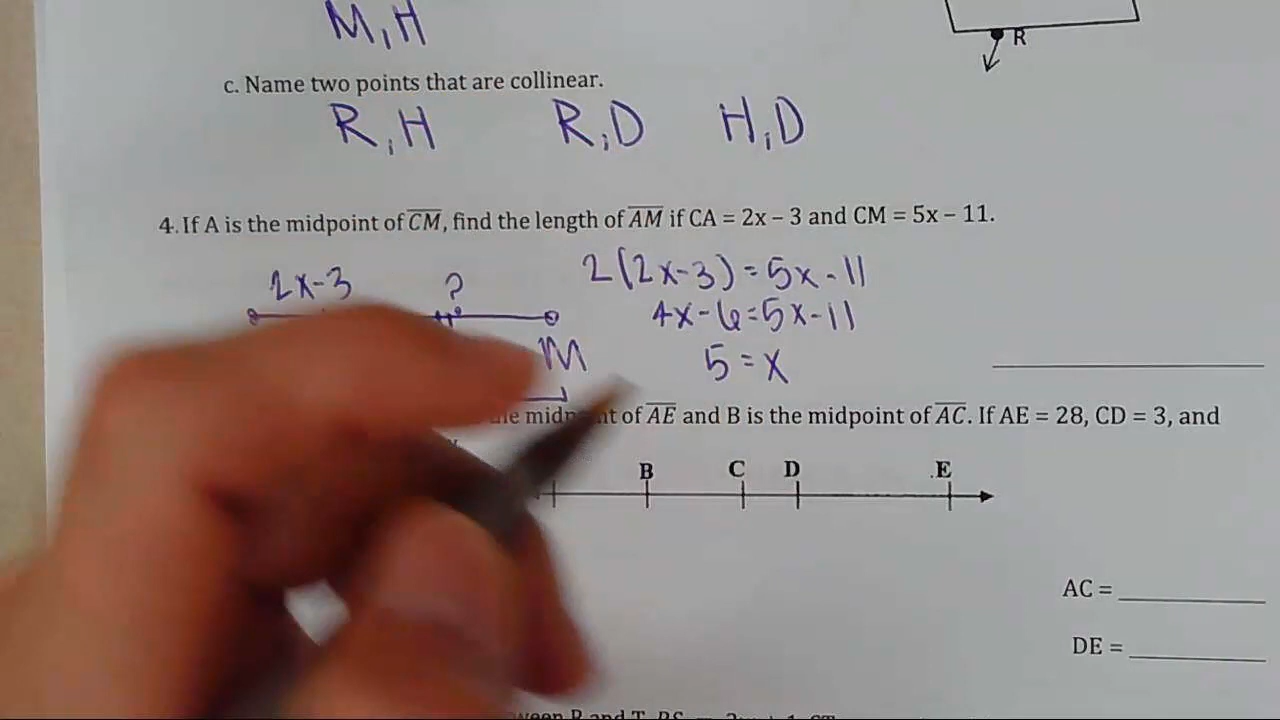 M, H
R
c. Name two points that are collinear.
R, H R, D H, D
4. If A is the midpoint of CM, find the length of AM if CA = 2x – 3 and CM = 5x – 11.
2x-3 ? 2(2x-3) = 5x - 11
4x - 6 = 5x - 11
M 5 = x
of AE and B is the midpoint of AC. If AE = 28, CD = 3, and
B C D E
AC =
DE =